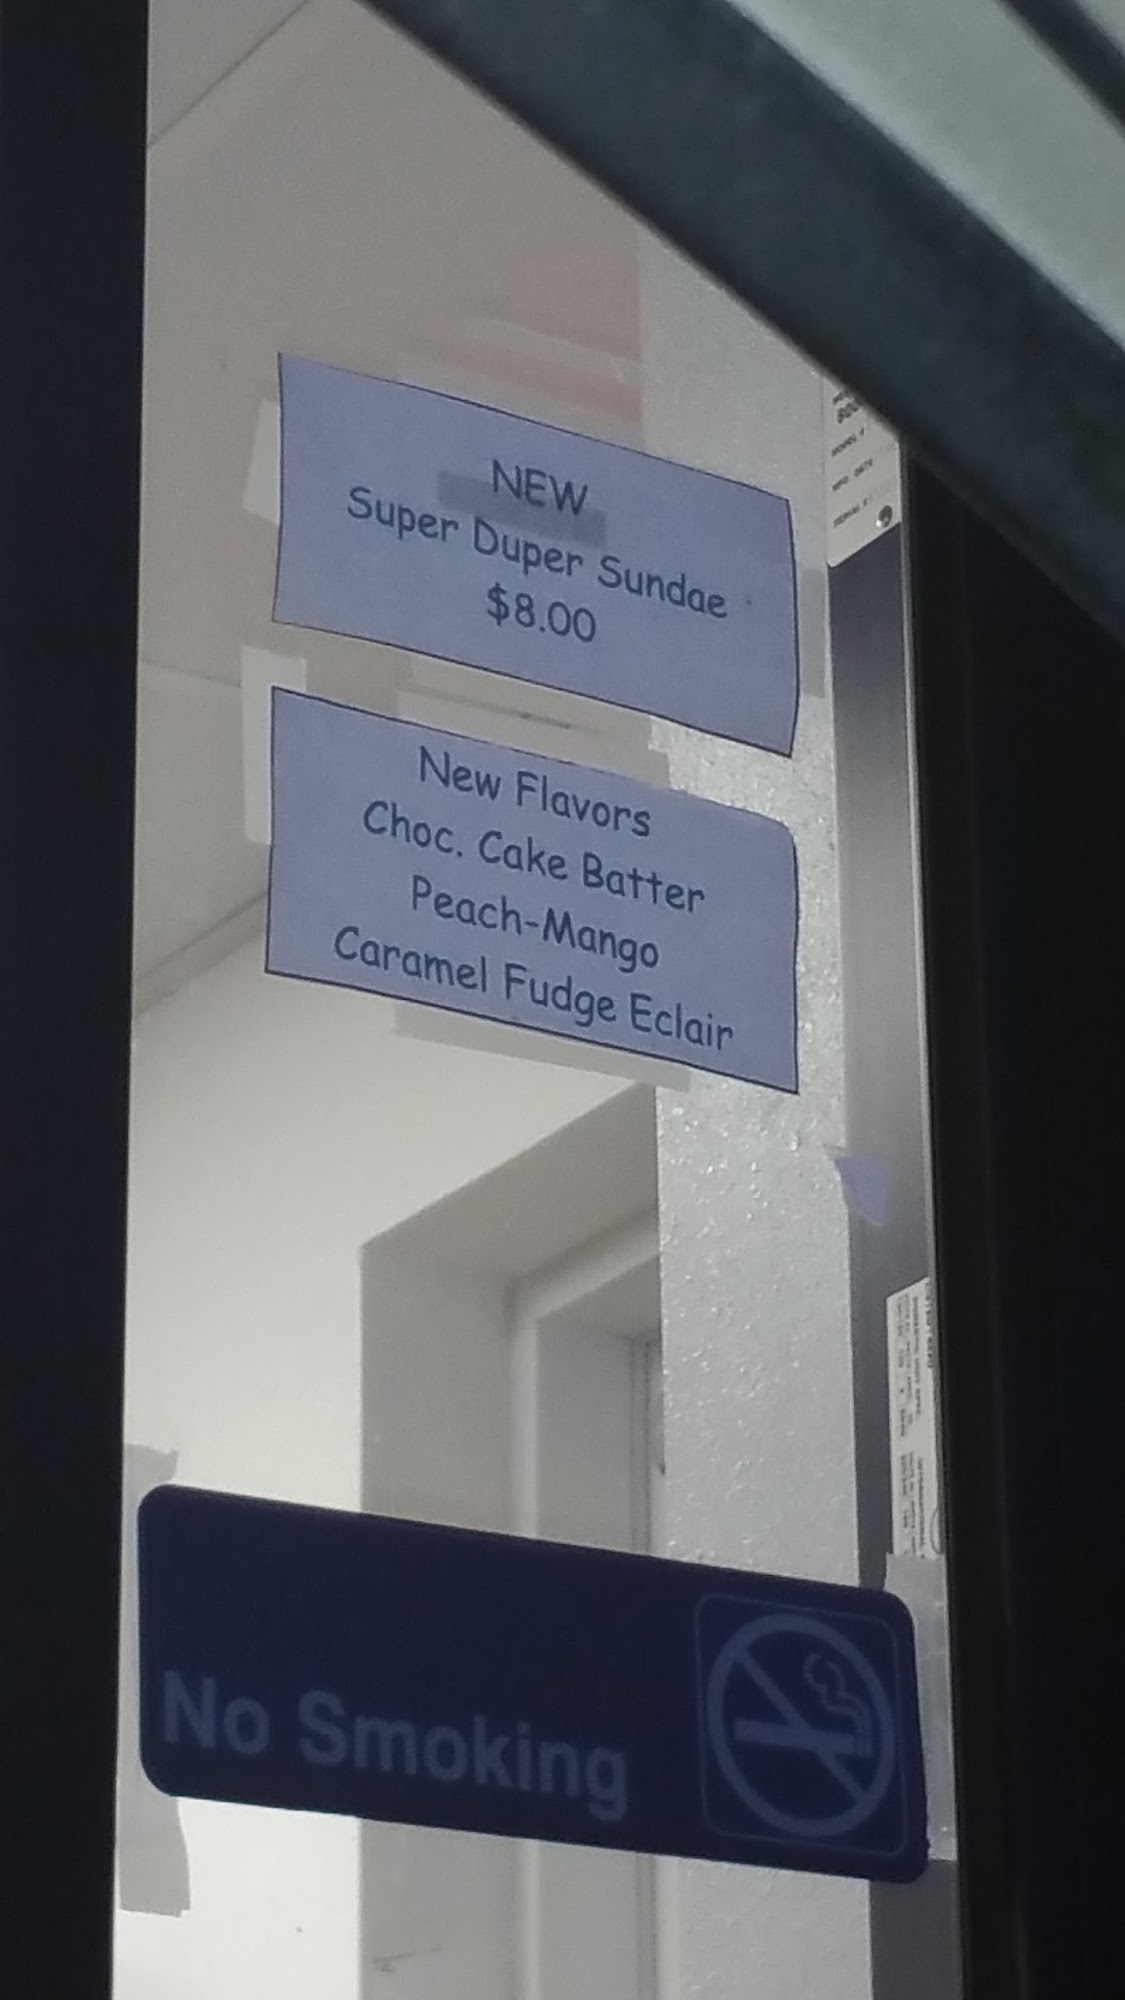 NEW
Super Duper Sundae
$8.00
New Flavors
Choc. Cake Batter
Peach-Mango
Caramel Fudge Eclair
No Smoking